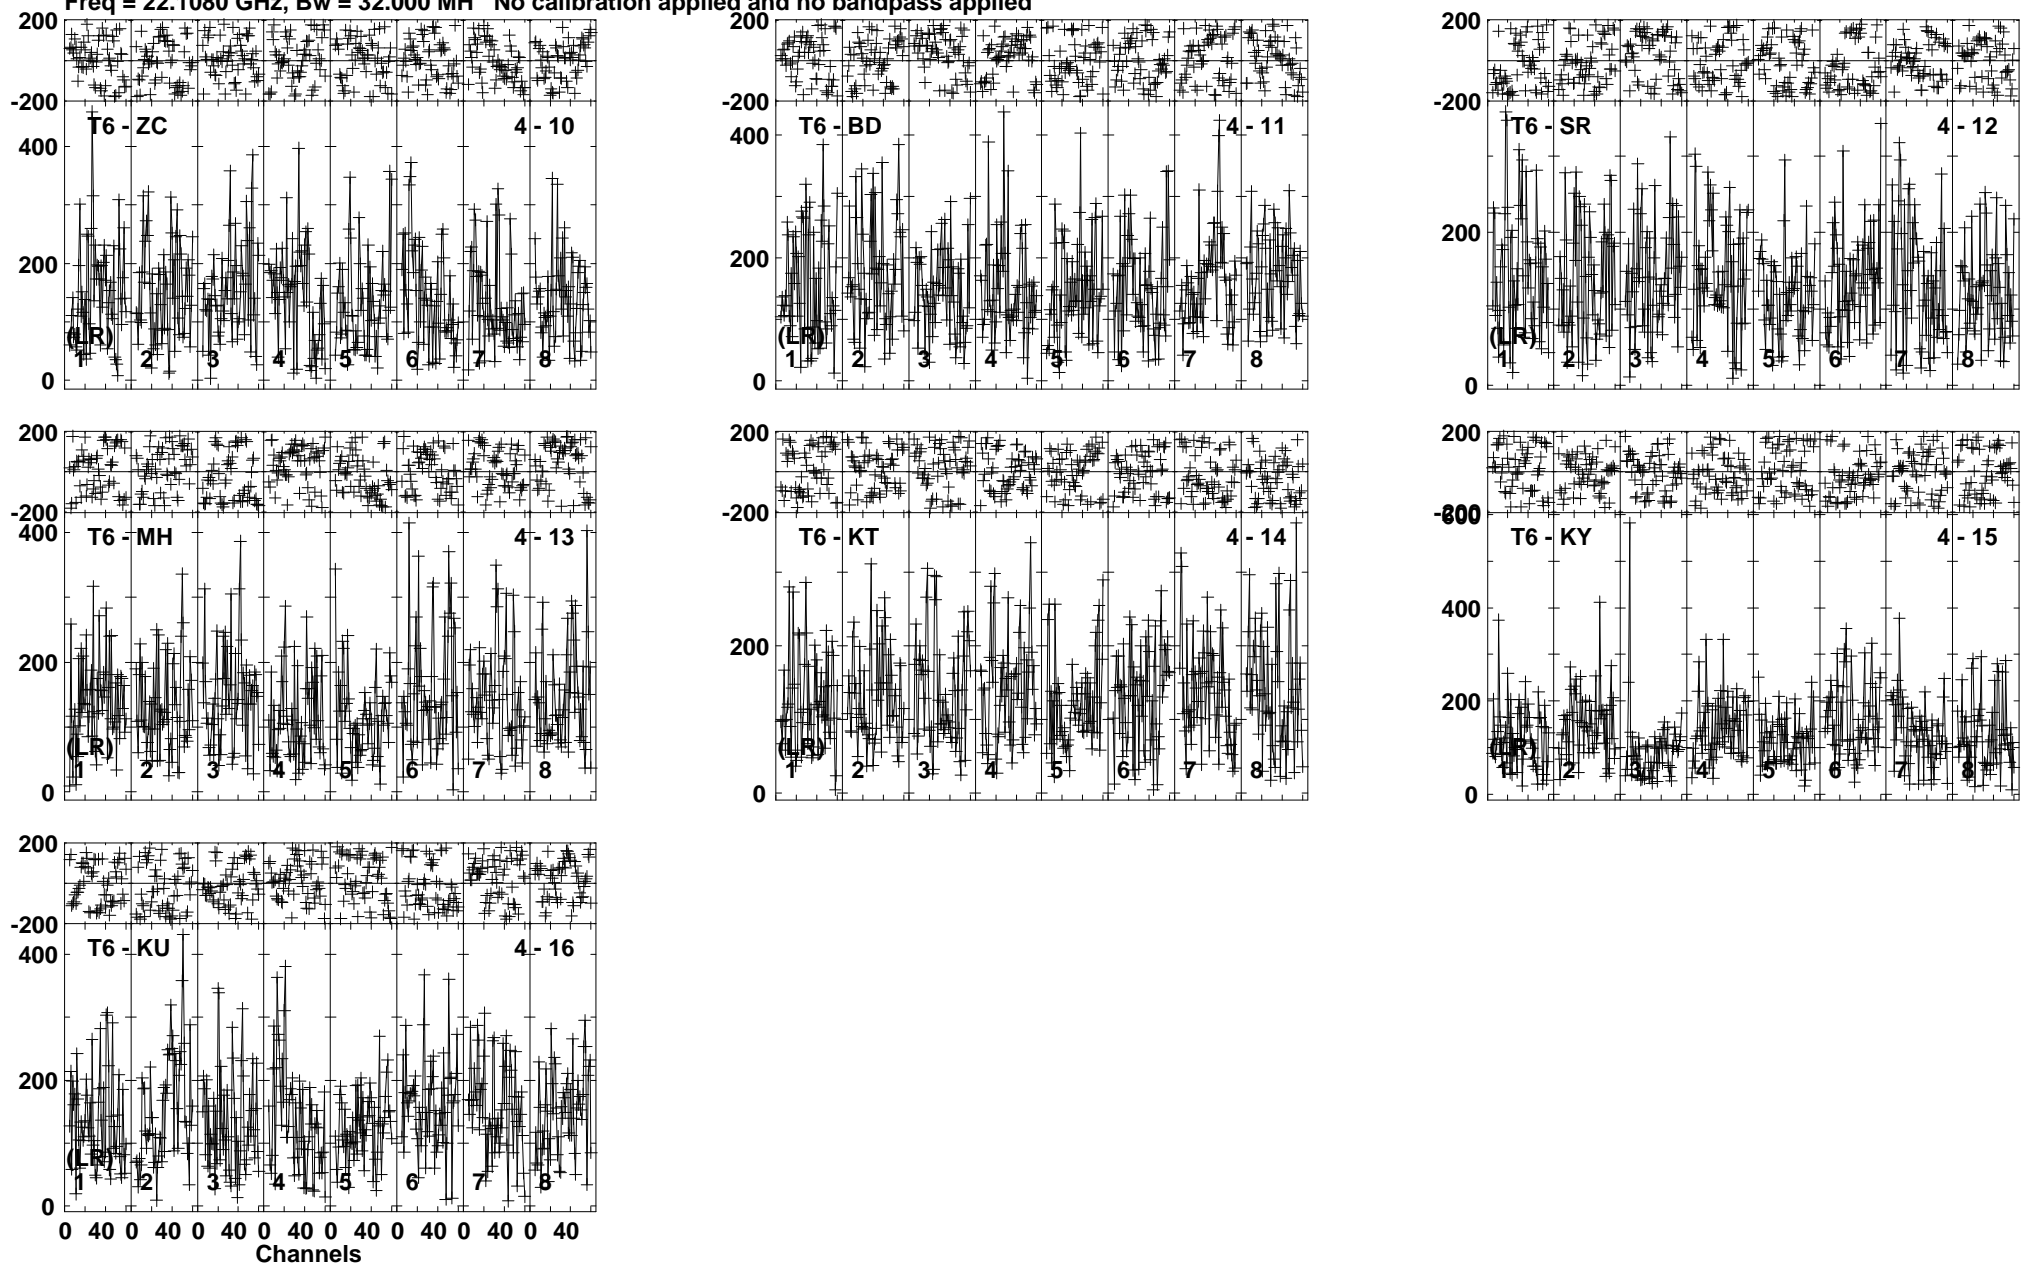 Freq = 22.1080 GHz, Bw = 32.000 MH No calibration applied and no bandpass applied
200
-200
T6 - ZC 4 - 10
400
200
0
(LR)
1 2 3 4 5 6 7 8
200
-200
T6 - BD 4 - 11
400
200
0
(LR)
1 2 3 4 5 6 7 8
200
-200
T6 - SR 4 - 12
200
0
(LR)
1 2 3 4 5 6 7 8
200
-200
T6 - MH 4 - 13
400
200
0
(LR)
1 2 3 4 5 6 7 8
200
-200
T6 - KT 4 - 14
200
0
(LR)
1 2 3 4 5 6 7 8
200
-200
600
T6 - KY 4 - 15
400
200
0
(LR)
1 2 3 4 5 6 7 8
200
-200
T6 - KU 4 - 16
400
200
0
(LR)
1 2 3 4 5 6 7 8
0 40 0 40 0 40 0 40 0 40 0 40 0 40 0 40
Channels